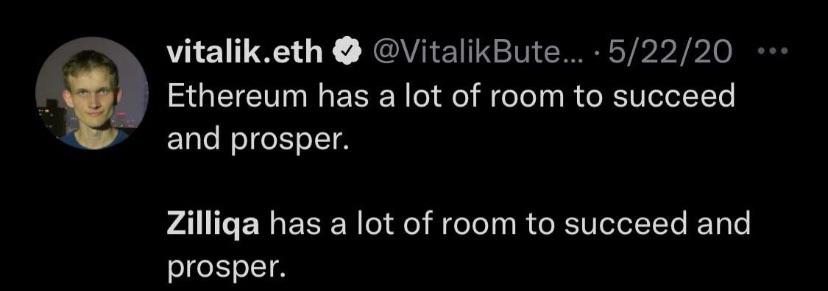 vitalik.eth @VitalikBute... · 5/22/20 •••
Ethereum has a lot of room to succeed
and prosper.
Zilliqa has a lot of room to succeed and
prosper.